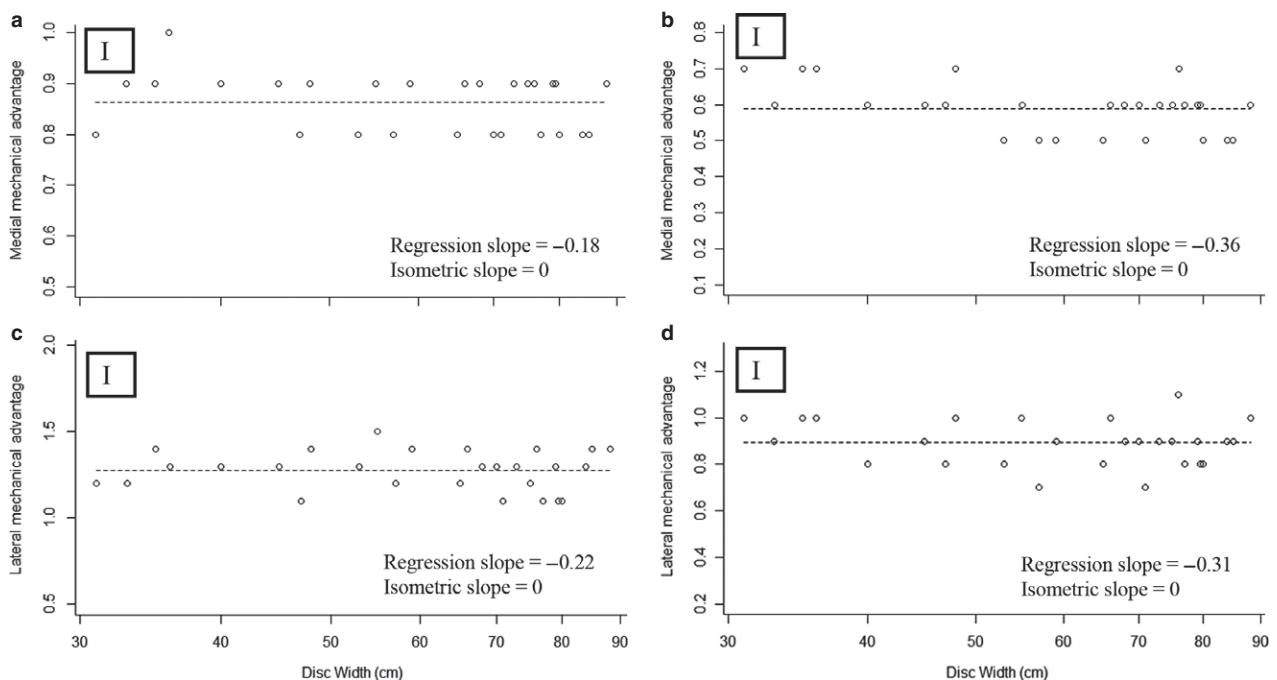 a
I
Medial mechanical advantage
1.0
0.9
0.8
0.7
0.6
0.5
Regression slope = –0.18
Isometric slope = 0
b
I
Medial mechanical advantage
0.8
0.7
0.6
0.5
0.4
0.3
0.2
0.1
Regression slope = –0.36
Isometric slope = 0
c
I
Lateral mechanical advantage
2.0
1.5
1.0
0.5
Regression slope = –0.22
Isometric slope = 0
30 40 50 60 70 80 90
Disc Width (cm)
d
I
Lateral mechanical advantage
1.2
1.0
0.8
0.6
0.4
0.2
Regression slope = –0.31
Isometric slope = 0
30 40 50 60 70 80 90
Disc Width (cm)